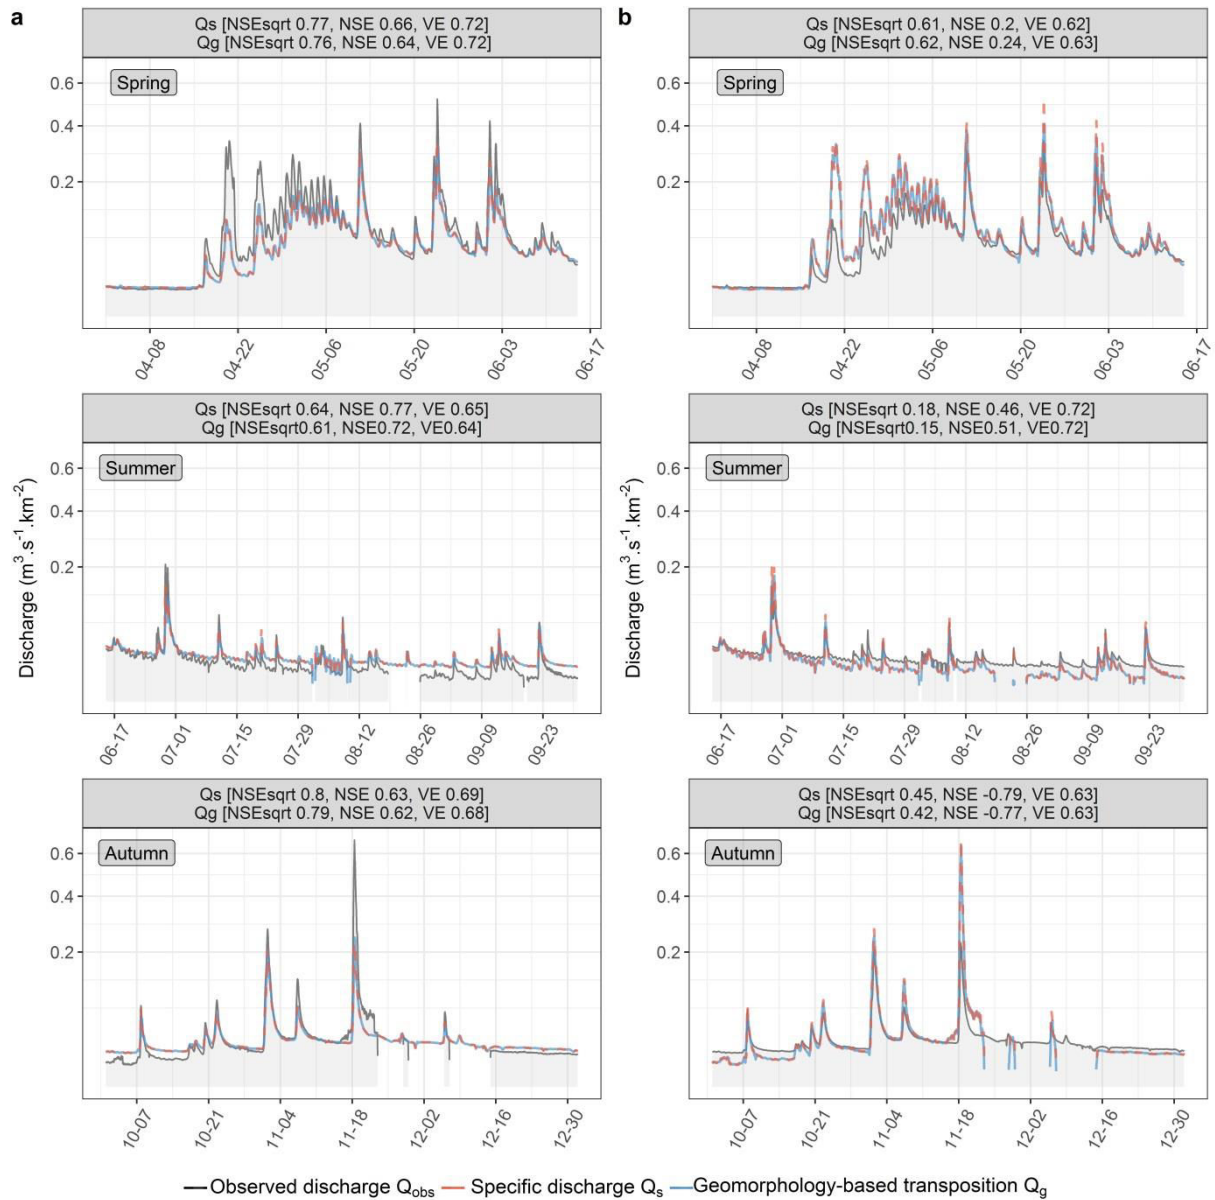 a
Qs [NSEsqrt 0.77, NSE 0.66, VE 0.72]
Qg [NSEsqrt 0.76, NSE 0.64, VE 0.72]
Spring
0.6
0.4
0.2
04-08
04-22
05-06
05-20
06-03
06-17
b
Qs [NSEsqrt 0.61, NSE 0.2, VE 0.62]
Qg [NSEsqrt 0.62, NSE 0.24, VE 0.63]
Spring
0.6
0.4
0.2
04-08
04-22
05-06
05-20
06-03
06-17
Discharge (m³.s⁻¹.km⁻²)
Qs [NSEsqrt 0.64, NSE 0.77, VE 0.65]
Qg [NSEsqrt0.61, NSE0.72, VE0.64]
Summer
0.6
0.4
0.2
06-17
07-01
07-15
07-29
08-12
08-26
09-09
09-23
Discharge (m³.s⁻¹.km⁻²)
Qs [NSEsqrt 0.18, NSE 0.46, VE 0.72]
Qg [NSEsqrt0.15, NSE0.51, VE0.72]
Summer
0.6
0.4
0.2
06-17
07-01
07-15
07-29
08-12
08-26
09-09
09-23
Qs [NSEsqrt 0.8, NSE 0.63, VE 0.69]
Qg [NSEsqrt 0.79, NSE 0.62, VE 0.68]
Autumn
0.6
0.4
0.2
10-07
10-21
11-04
11-18
12-02
12-16
12-30
Qs [NSEsqrt 0.45, NSE -0.79, VE 0.63]
Qg [NSEsqrt 0.42, NSE -0.77, VE 0.63]
Autumn
0.6
0.4
0.2
10-07
10-21
11-04
11-18
12-02
12-16
12-30
Observed discharge Qobs Specific discharge Qs Geomorphology-based transposition Qg